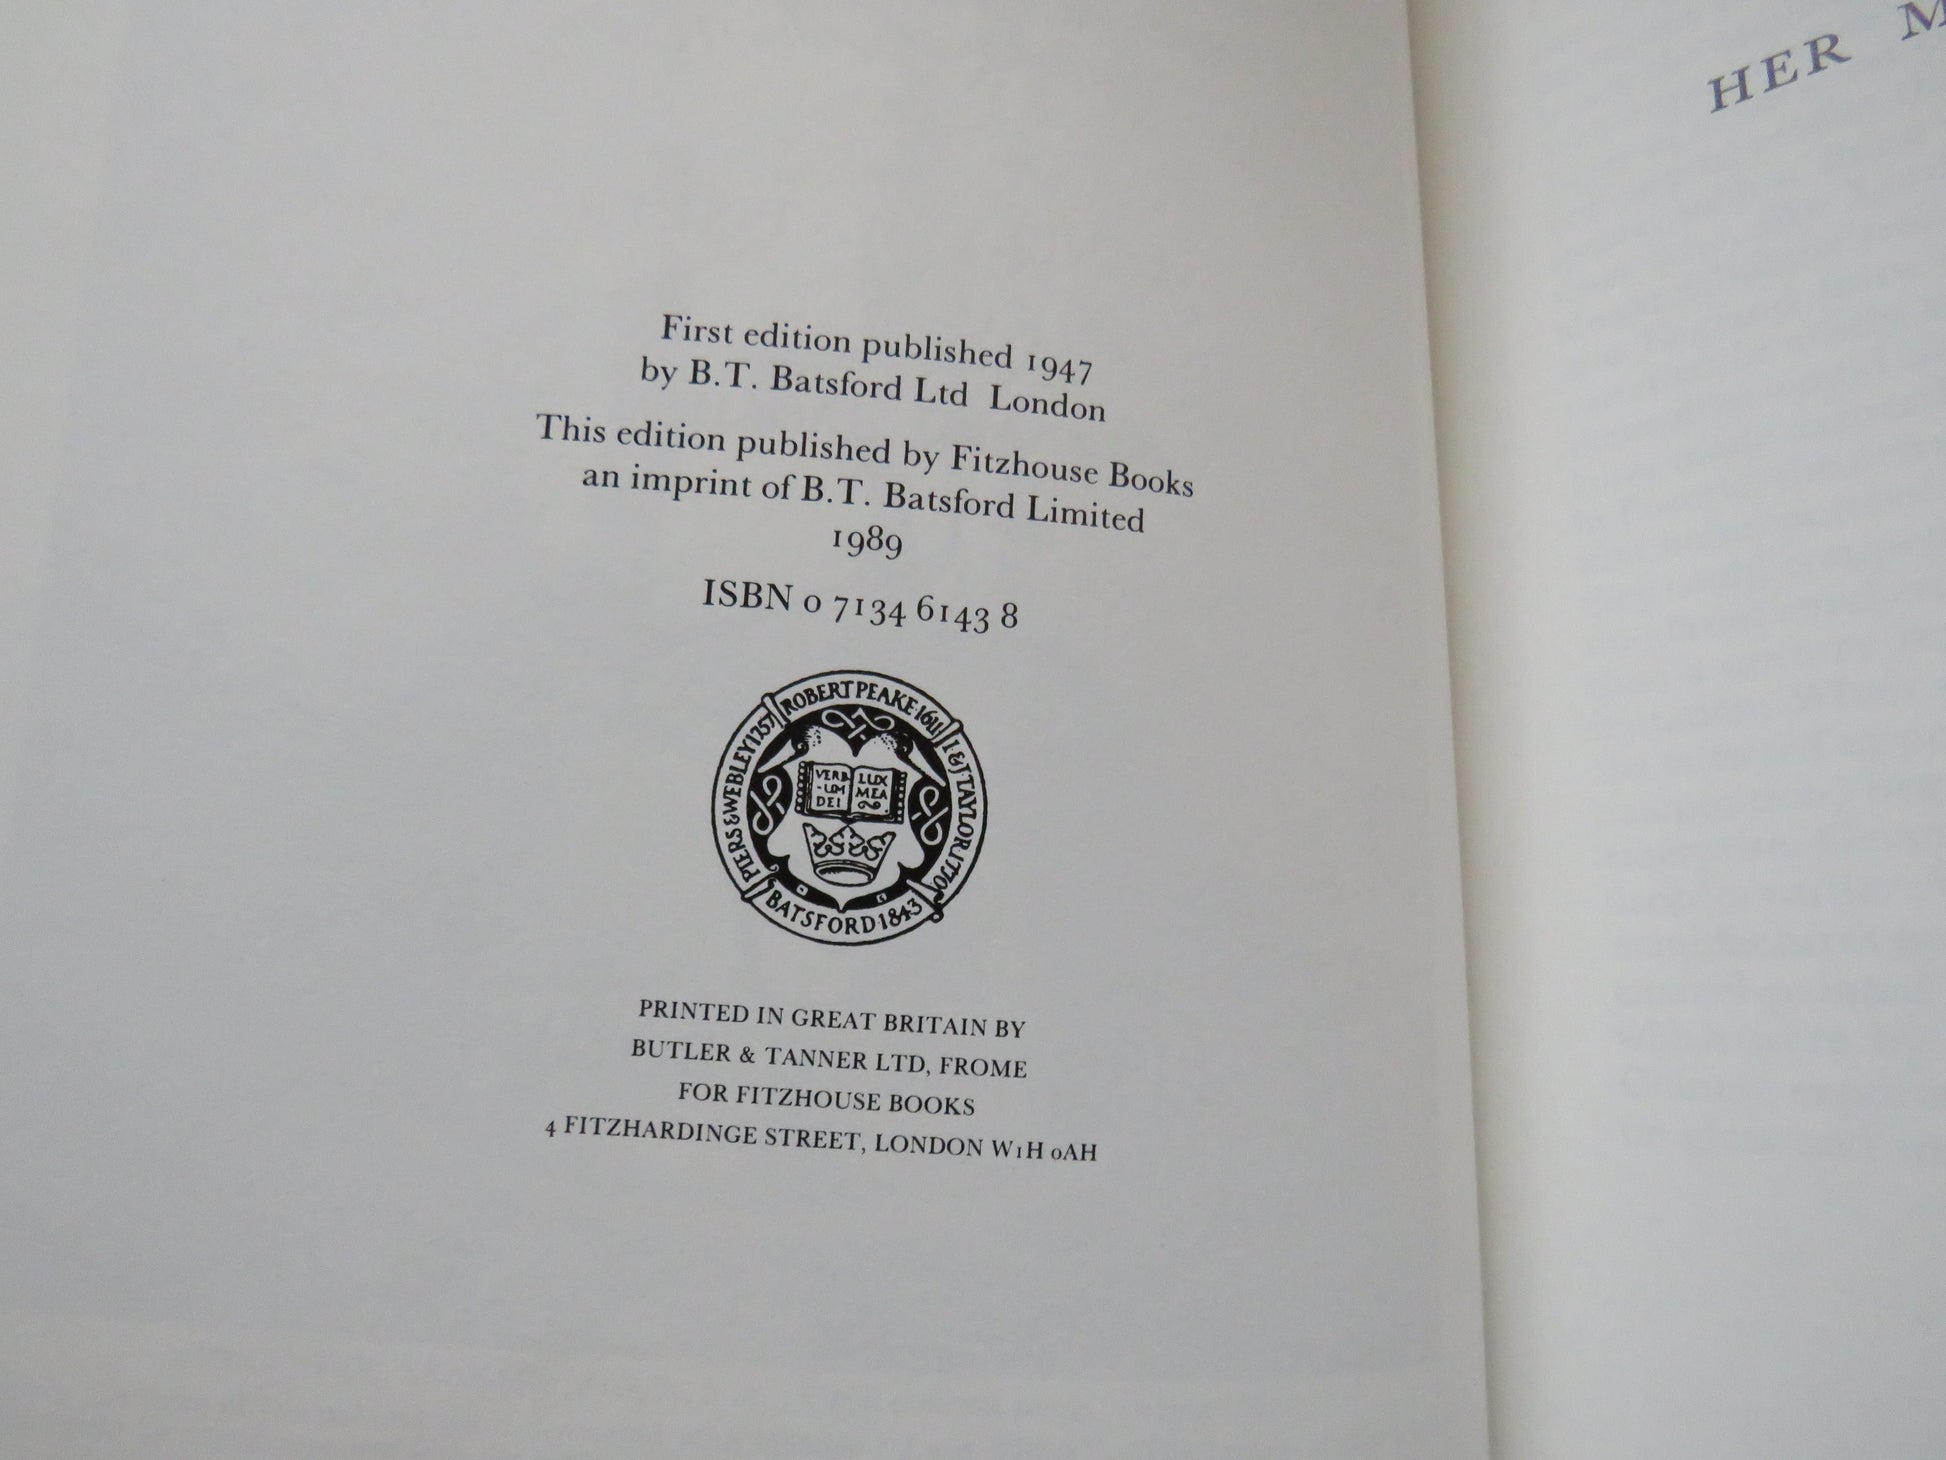 First edition published 1947
by B.T. Batsford Ltd London
This edition published by Fitzhouse Books
an imprint of B.T. Batsford Limited
1989
ISBN 0 7134 6143 8
ROBERT PEAKE · 1611
I & J · TAYLOR · 1770
BATSFORD · 1843
PIERS & WEBLEY 1757
VERB
-UM
DEI
LUX
MEA
PRINTED IN GREAT BRITAIN BY
BUTLER & TANNER LTD, FROME
FOR FITZHOUSE BOOKS
4 FITZHARDINGE STREET, LONDON W1H 0AH
HER M